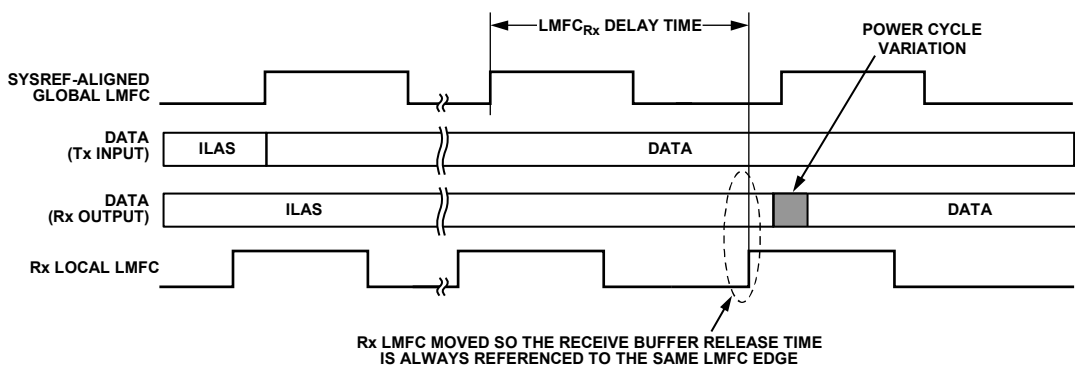 LMFCRx DELAY TIME
POWER CYCLE
VARIATION
SYSREF-ALIGNED
GLOBAL LMFC
DATA
(Tx INPUT)
ILAS
DATA
DATA
(Rx OUTPUT)
ILAS
DATA
Rx LOCAL LMFC
Rx LMFC MOVED SO THE RECEIVE BUFFER RELEASE TIME
IS ALWAYS REFERENCED TO THE SAME LMFC EDGE